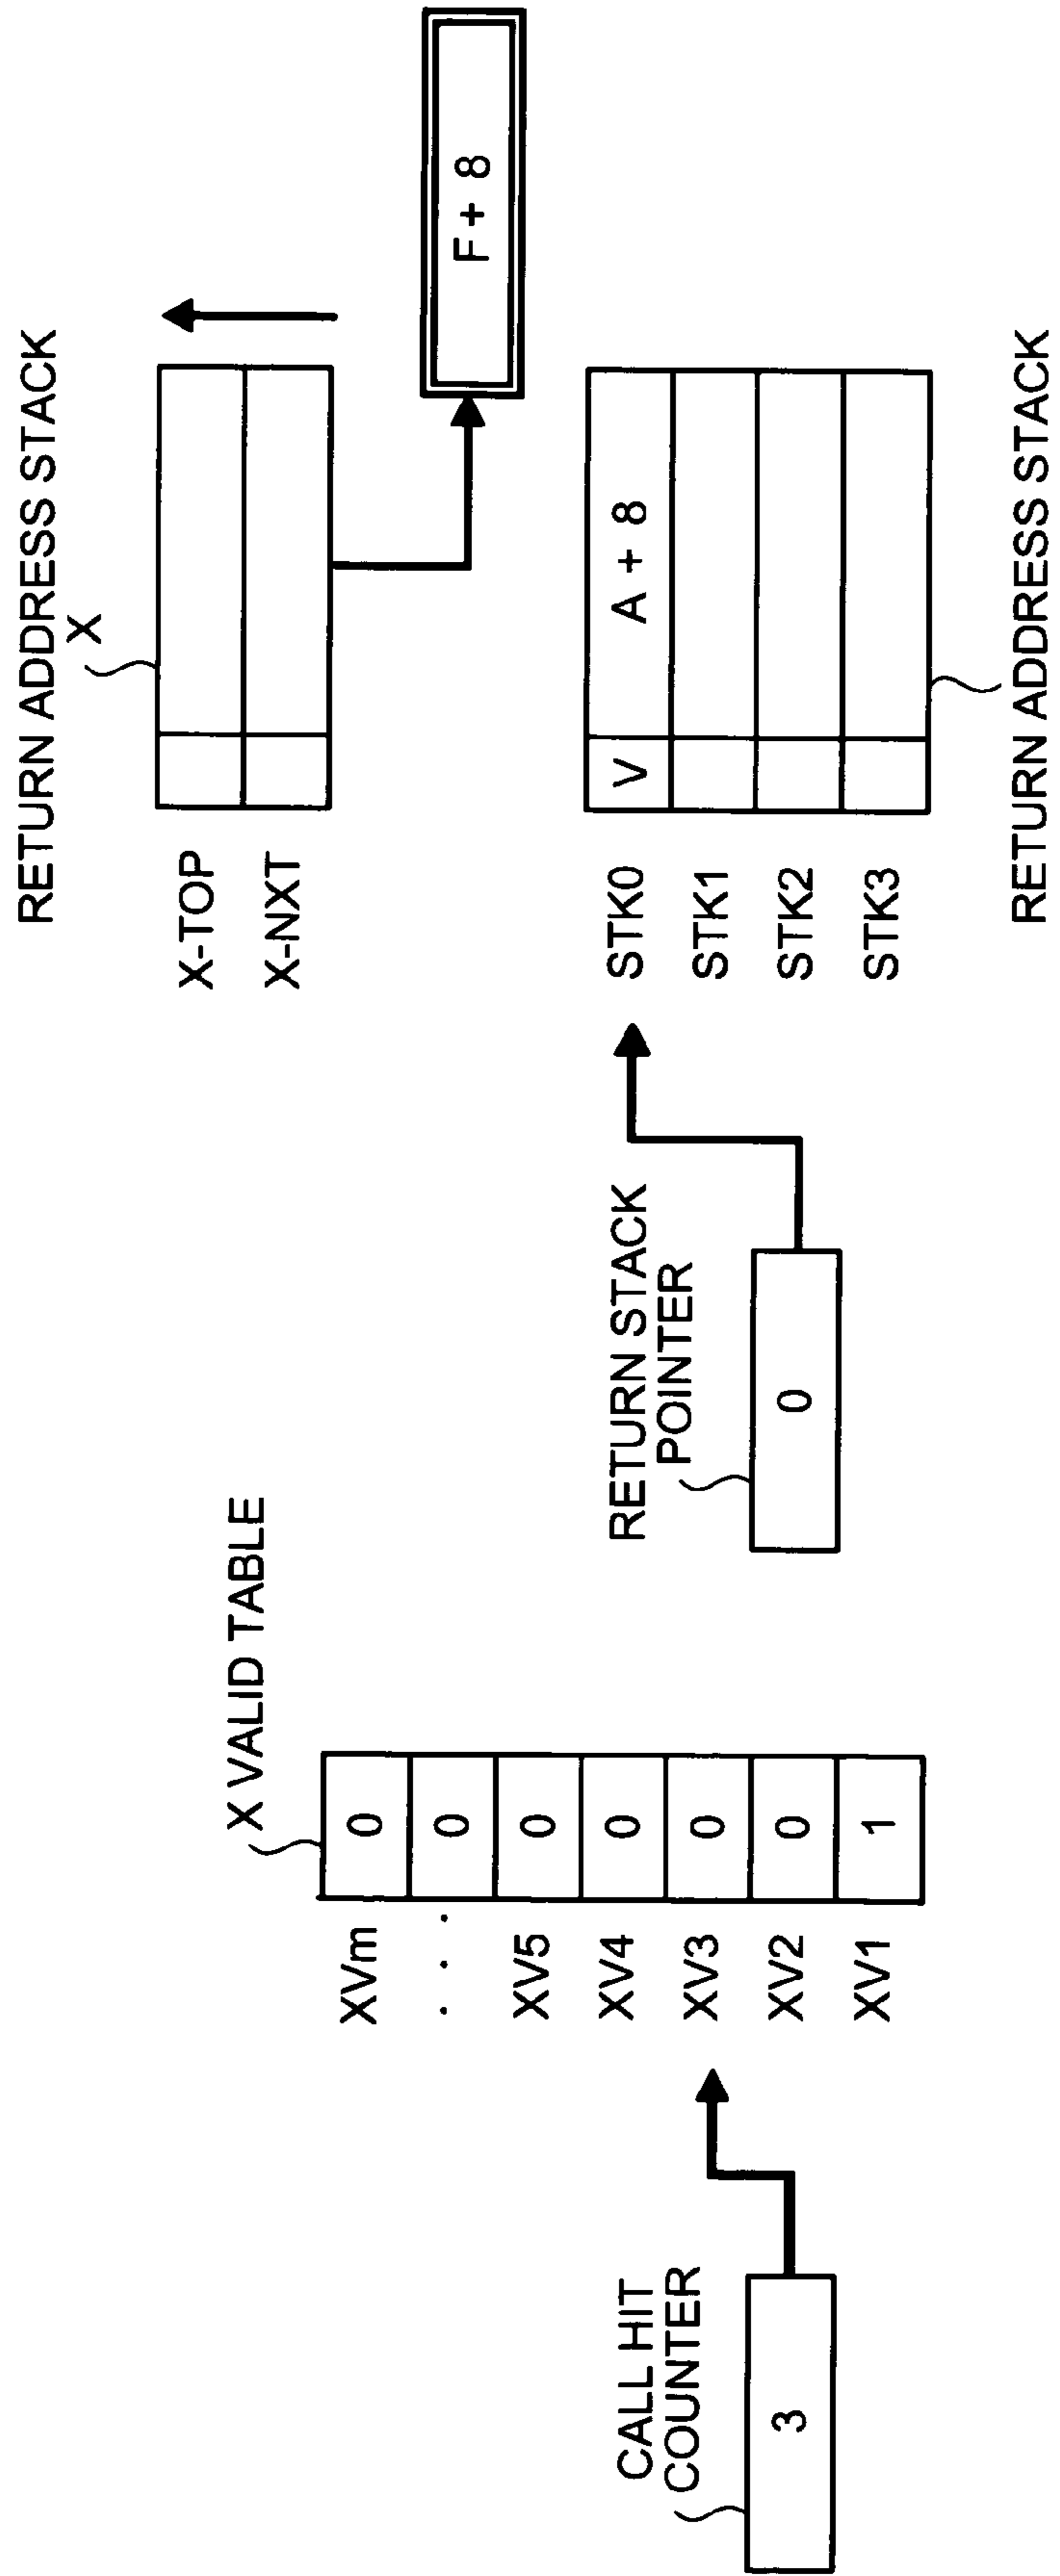 CALL HIT
COUNTER
3
X VALID TABLE
XVm 0
. . . 0
XV5 0
XV4 0
XV3 0
XV2 0
XV1 1
RETURN STACK
POINTER
0
RETURN ADDRESS STACK
X
X-TOP
X-NXT
F + 8
STK0 V A + 8
STK1
STK2
STK3
RETURN ADDRESS STACK